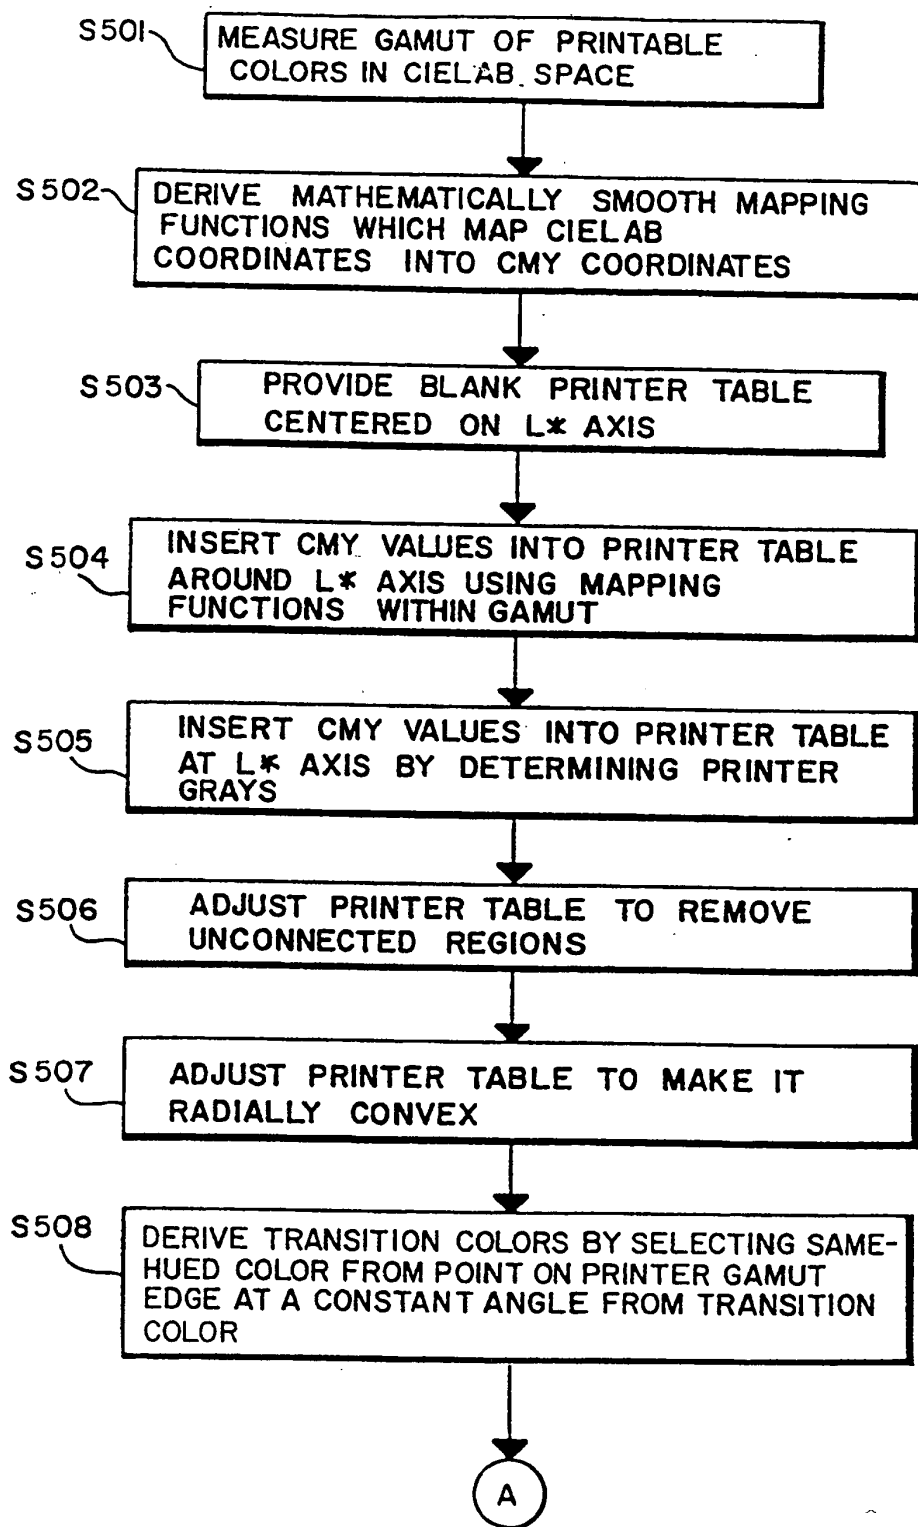 S501
MEASURE GAMUT OF PRINTABLE
COLORS IN CIELAB SPACE
S502
DERIVE MATHEMATICALLY SMOOTH MAPPING
FUNCTIONS WHICH MAP CIELAB
COORDINATES INTO CMY COORDINATES
S503
PROVIDE BLANK PRINTER TABLE
CENTERED ON L* AXIS
S504
INSERT CMY VALUES INTO PRINTER TABLE
AROUND L* AXIS USING MAPPING
FUNCTIONS WITHIN GAMUT
S505
INSERT CMY VALUES INTO PRINTER TABLE
AT L* AXIS BY DETERMINING PRINTER
GRAYS
S506
ADJUST PRINTER TABLE TO REMOVE
UNCONNECTED REGIONS
S507
ADJUST PRINTER TABLE TO MAKE IT
RADIALLY CONVEX
S508
DERIVE TRANSITION COLORS BY SELECTING SAME-
HUED COLOR FROM POINT ON PRINTER GAMUT
EDGE AT A CONSTANT ANGLE FROM TRANSITION
COLOR
A